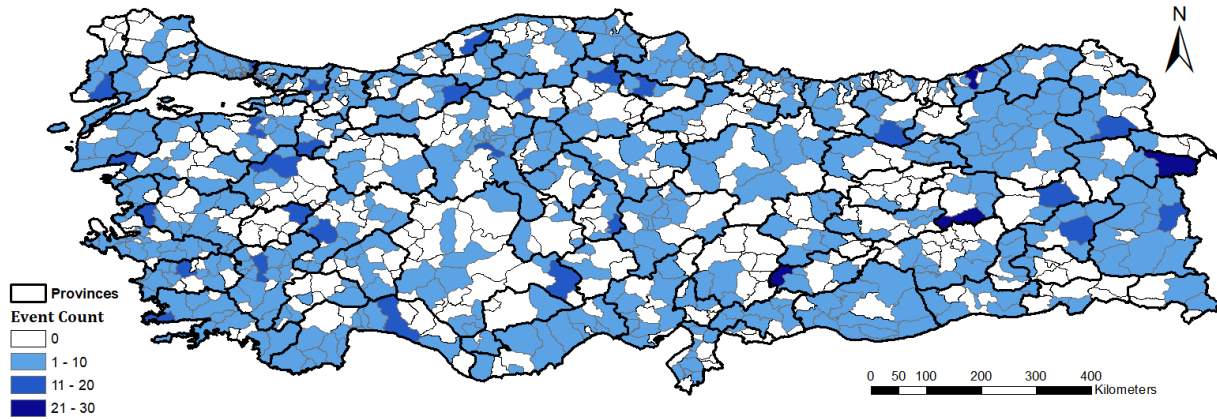 N
Provinces
Event Count
0
1 - 10
11 - 20
21 - 30
0 50 100 200 300 400
Kilometers